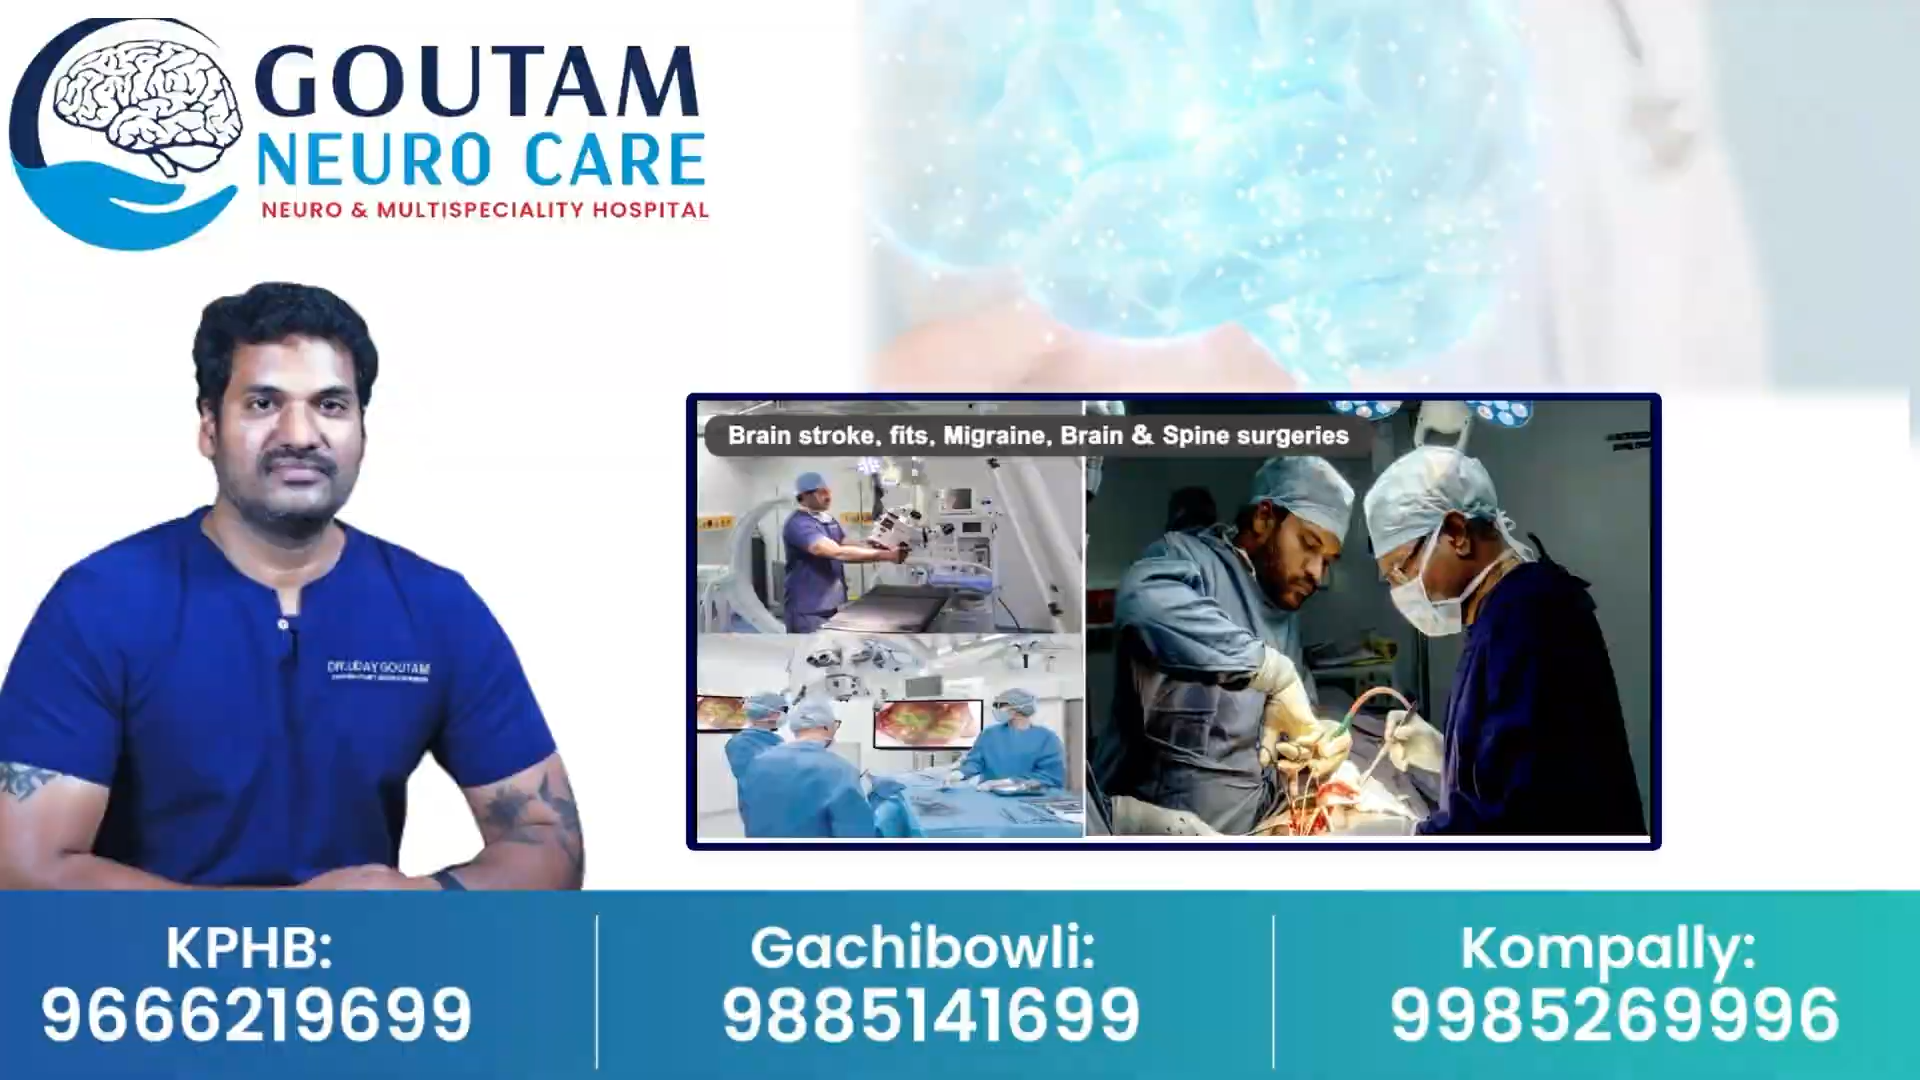 GOUTAM
NEURO CARE
NEURO & MULTISPECIALITY HOSPITAL
Brain stroke, fits, Migraine, Brain & Spine surgeries
DR.UDAY GOUTAM
KPHB:
9666219699
Gachibowli:
9885141699
Kompally:
9985269996